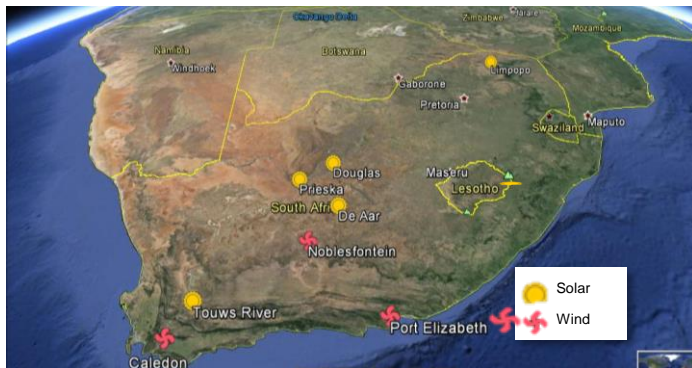 Okavango Delta
Zimbabwe
Harare
Mozambique
Namibia
Windhoek
Botswana
Gaborone
Limpopo
Pretoria
Swaziland
Maputo
Douglas
Maseru
Prieska
Lesotho
South Afri
De Aar
Noblesfontein
Solar
Touws River
Wind
Port Elizabeth
Caledon